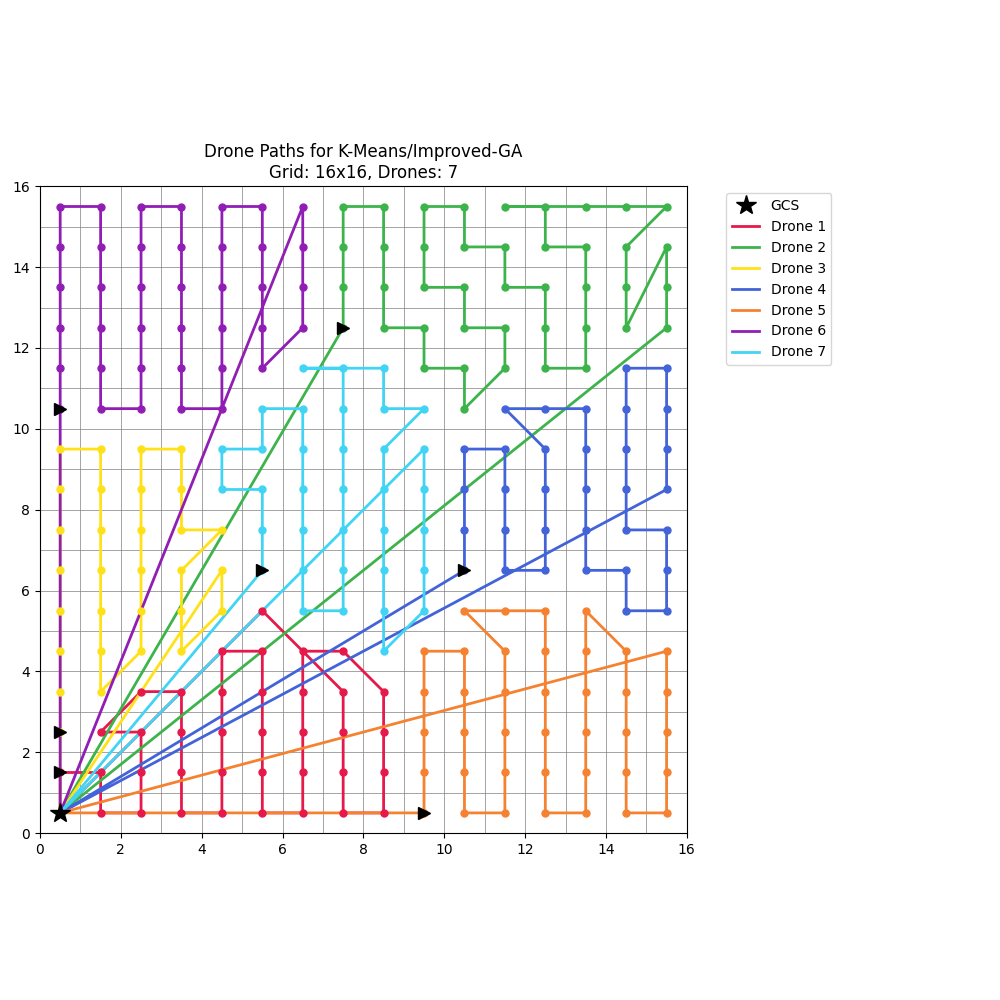 Drone Paths for K-Means/Improved-GA
Grid: 16x16, Drones: 7
16
14
12
10
8
6
4
2
0
0 2 4 6 8 10 12 14 16
GCS
Drone 1
Drone 2
Drone 3
Drone 4
Drone 5
Drone 6
Drone 7